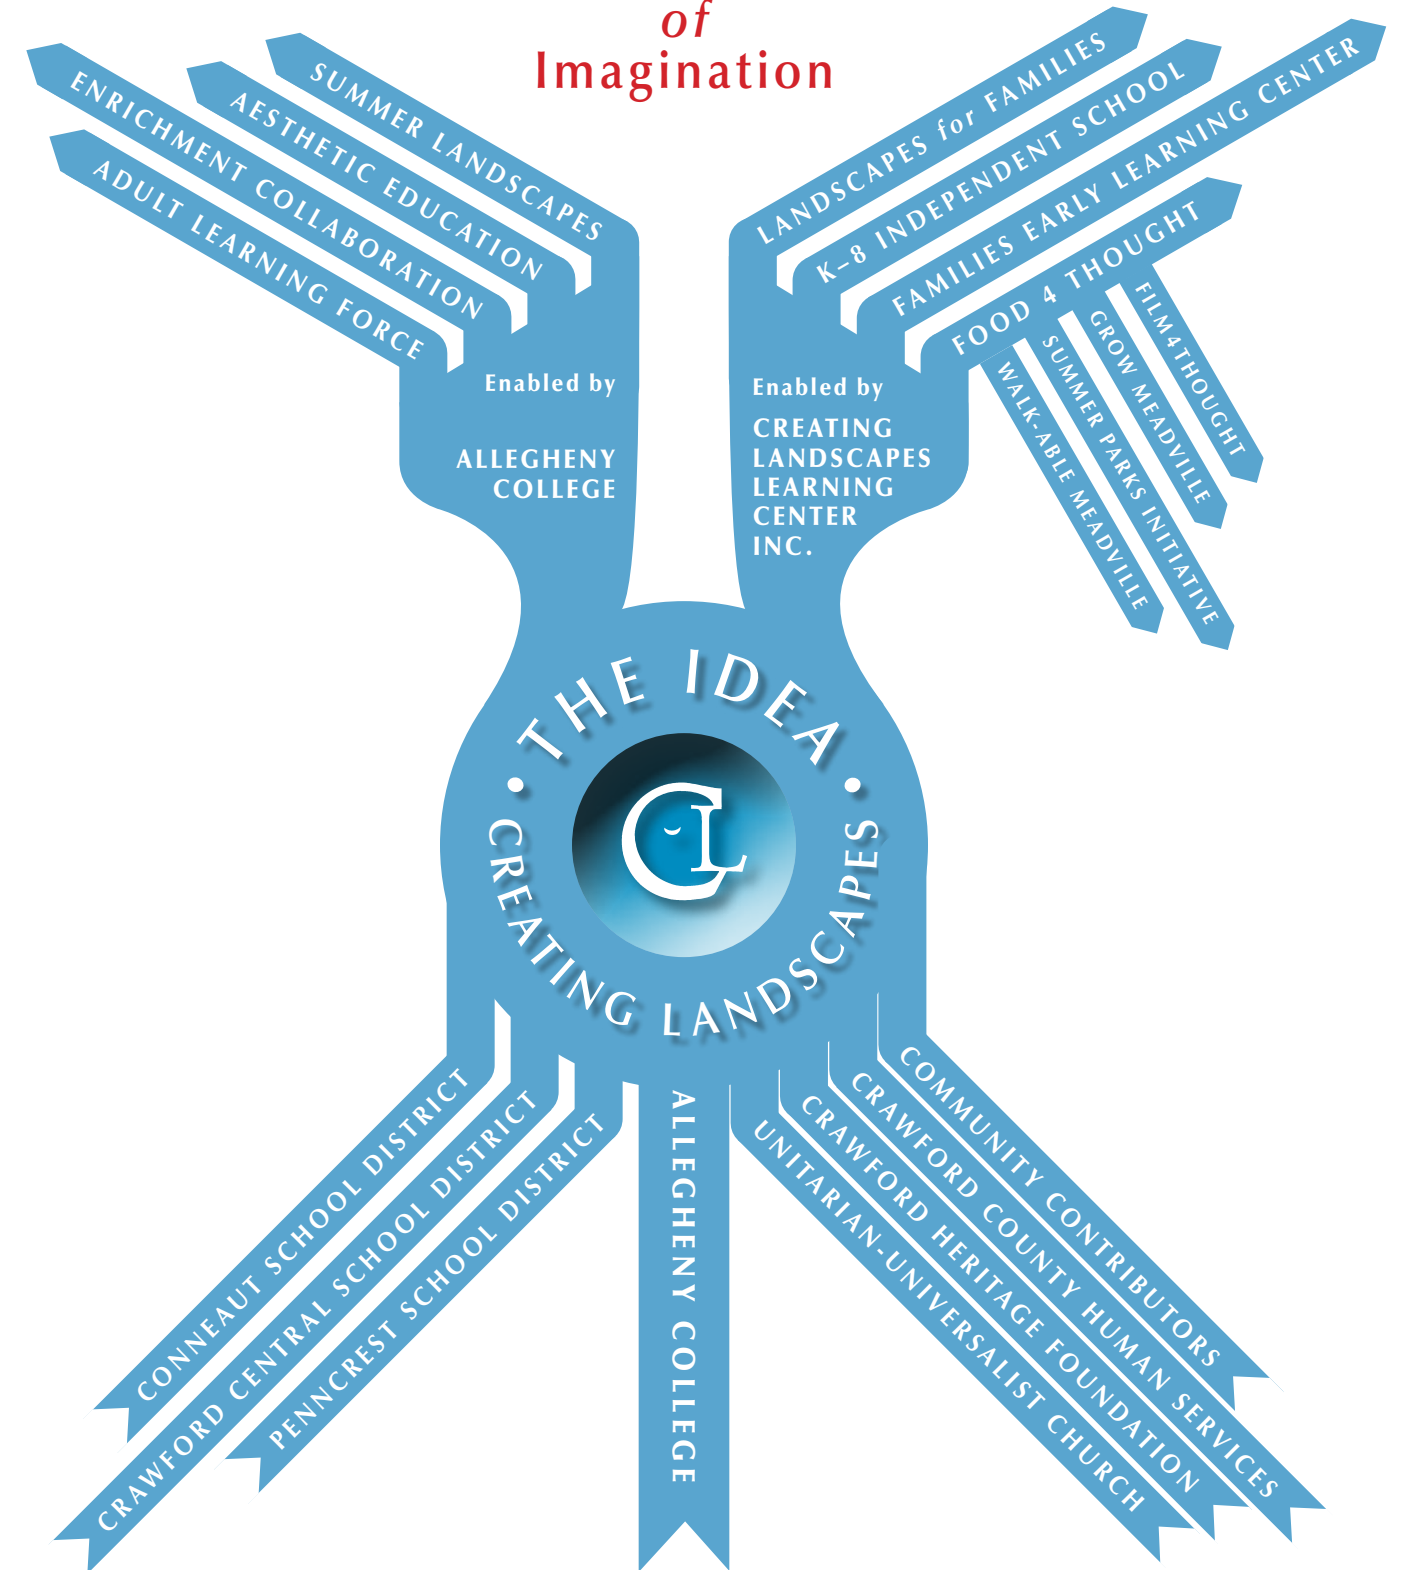 of
Imagination
SUMMER LANDSCAPES
AESTHETIC EDUCATION
ENRICHMENT COLLABORATION
ADULT LEARNING FORCE
LANDSCAPES for FAMILIES
K–8 INDEPENDENT SCHOOL
FAMILIES EARLY LEARNING CENTER
FOOD 4 THOUGHT
FILM4THOUGHT
GROW MEADVILLE
SUMMER PARKS INITIATIVE
WALK-ABLE MEADVILLE
Enabled by
ALLEGHENY
COLLEGE
Enabled by
CREATING
LANDSCAPES
LEARNING
CENTER
INC.
• THE IDEA •
CL
CREATING LANDSCAPES
CONNEAUT SCHOOL DISTRICT
CRAWFORD CENTRAL SCHOOL DISTRICT
PENNCREST SCHOOL DISTRICT
ALLEGHENY COLLEGE
UNITARIAN-UNIVERSALIST CHURCH
CRAWFORD HERITAGE FOUNDATION
CRAWFORD COUNTY HUMAN SERVICES
COMMUNITY CONTRIBUTORS